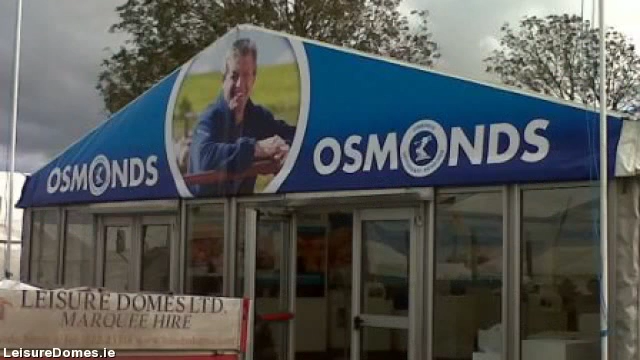 OSMONDS
OSMONDS
LEISURE DOMES LTD.
MARQUEE HIRE
LeisureDomes.ie